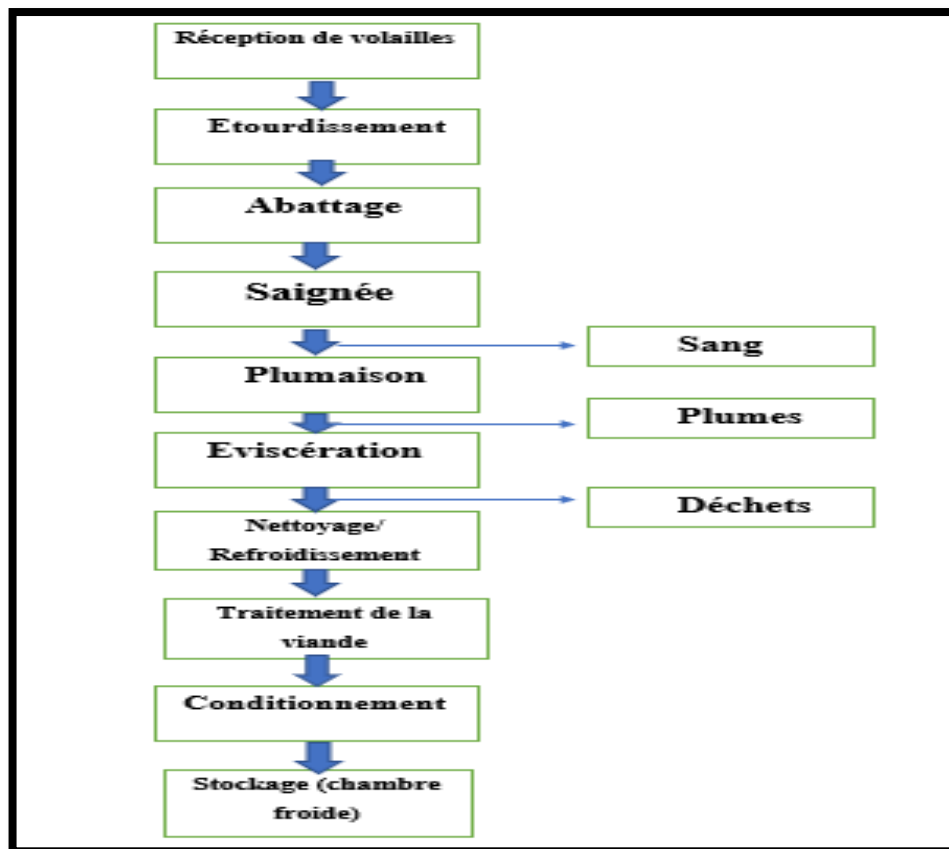 Réception de volailles
Etourdissement
Abattage
Saignée
Sang
Plumaison
Plumes
Eviscération
Déchets
Nettoyage/
Refroidissement
Traitement de la
viande
Conditionnement
Stockage (chambre
froide)